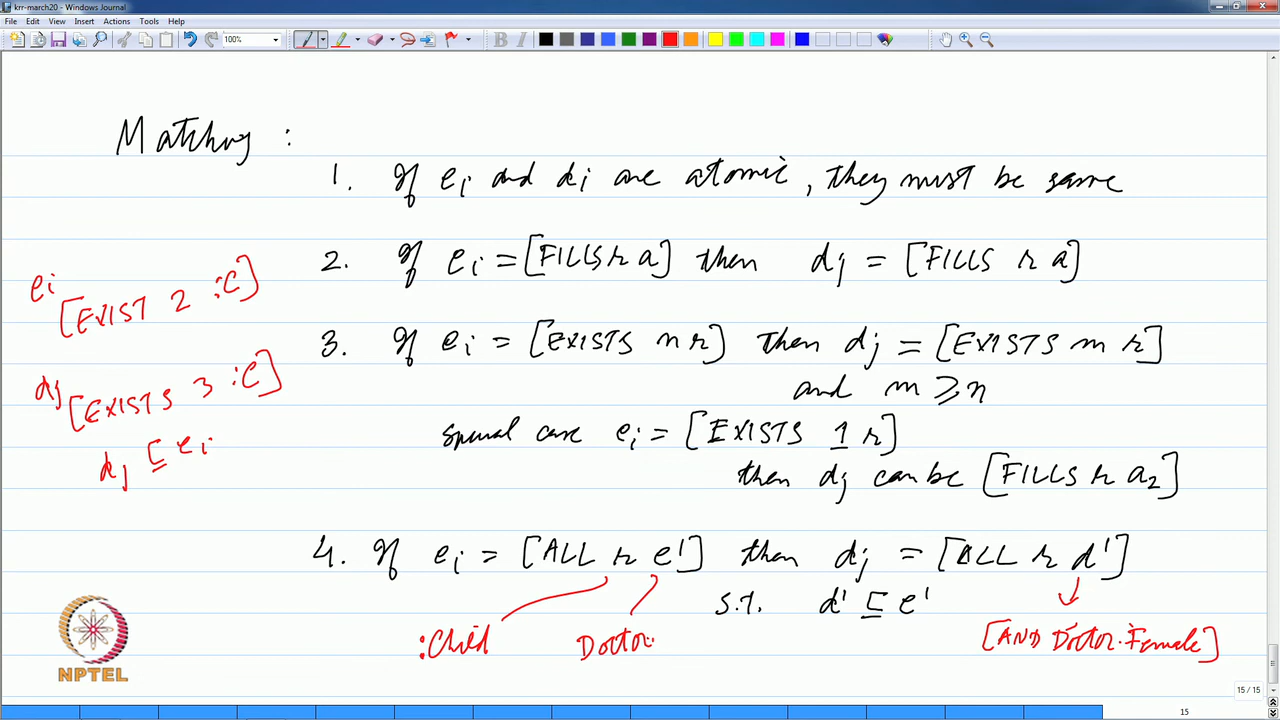 krr-march20 - Windows Journal
File Edit View Insert Actions Tools Help
100%
Matching :
1. If ei and di are atomic, they must be same
2. If ei = [FILLS r a] then dj = [FILLS r a]
ei
[EXIST 2 :C]
3. If ei = [EXISTS n r] then dj = [EXISTS m r]
and m ⩾ n
dj [EXISTS 3 :C]
special case ei = [EXISTS 1 r]
dj ⊑ ei
then dj can be [FILLS r a2]
4. If ei = [ALL r e'] then dj = [ALL r d']
s.t. d' ⊑ e'
:Child Doctor [AND Doctor Female]
NPTEL
15 / 15
15